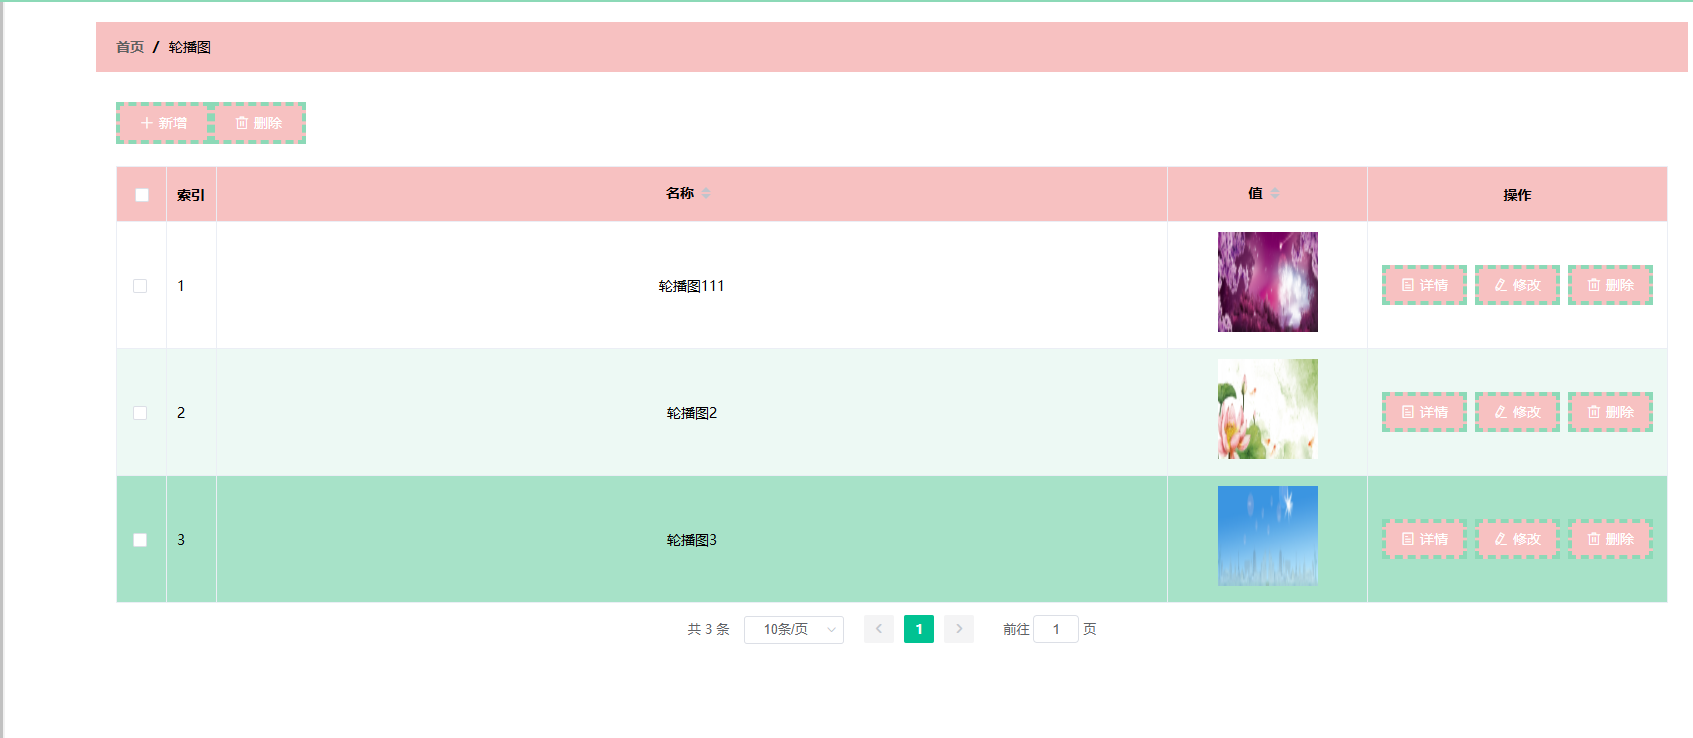 首页 / 轮播图
新增 删除
索引 名称 值 操作
1 轮播图111 详情 修改 删除
2 轮播图2 详情 修改 删除
3 轮播图3 详情 修改 删除
共 3 条 10条/页 1 前往 1 页